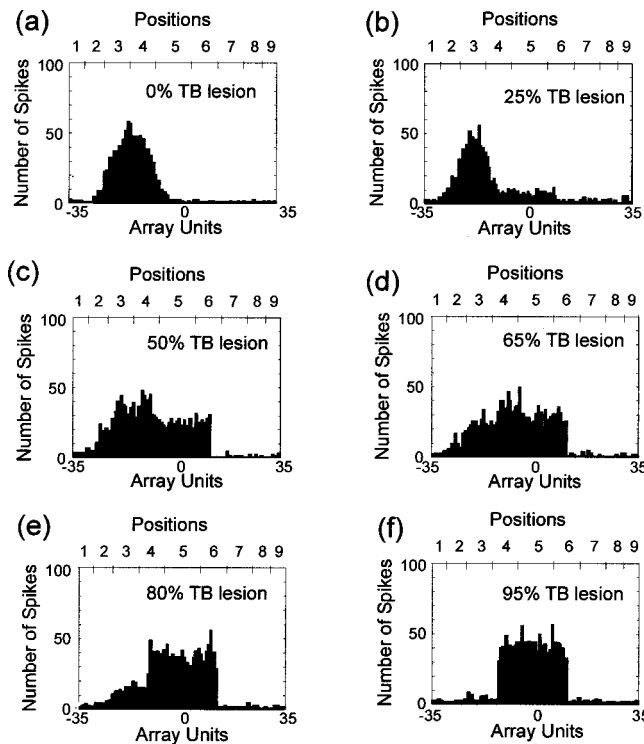 (a)
Positions
1 2 3 4 5 6 7 8 9
Number of Spikes
100
50
0
0% TB lesion
-35 0 35
Array Units
(b)
Positions
1 2 3 4 5 6 7 8 9
Number of Spikes
100
50
0
25% TB lesion
-35 0 35
Array Units
(c)
Positions
1 2 3 4 5 6 7 8 9
Number of Spikes
100
50
0
50% TB lesion
-35 0 35
Array Units
(d)
Positions
1 2 3 4 5 6 7 8 9
Number of Spikes
100
50
0
65% TB lesion
-35 0 35
Array Units
(e)
Positions
1 2 3 4 5 6 7 8 9
Number of Spikes
100
50
0
80% TB lesion
-35 0 35
Array Units
(f)
Positions
1 2 3 4 5 6 7 8 9
Number of Spikes
100
50
0
95% TB lesion
-35 0 35
Array Units